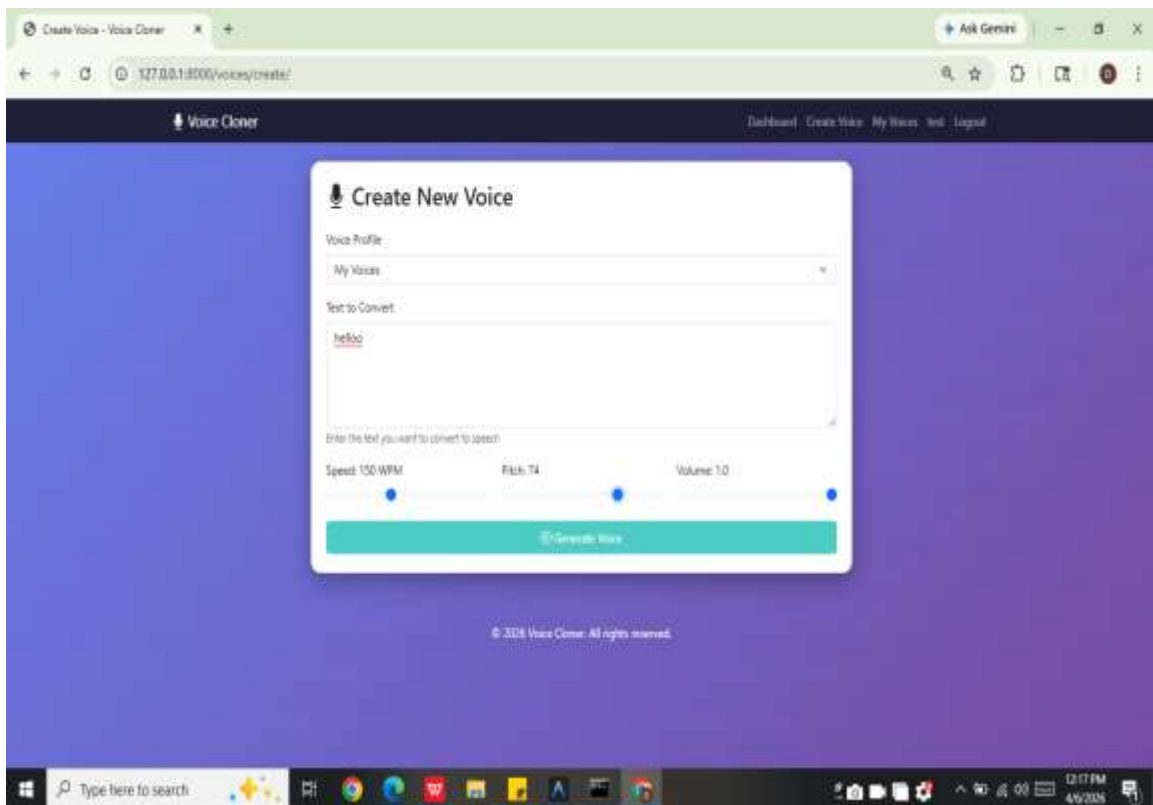 Create Voice - Voice Cloner
Ask Gemini
127.0.0.1:8000/voices/create/
Voice Cloner
Dashboard Create Voice My Voices test Logout
Create New Voice
Voice Profile
My Voices
Text to Convert
helloo
Enter the text you want to convert to speech
Speed: 150 WPM Pitch: 74 Volume: 1.0
Generate Voice
© 2026 Voice Cloner. All rights reserved.
Type here to search
12:17 PM
4/6/2026